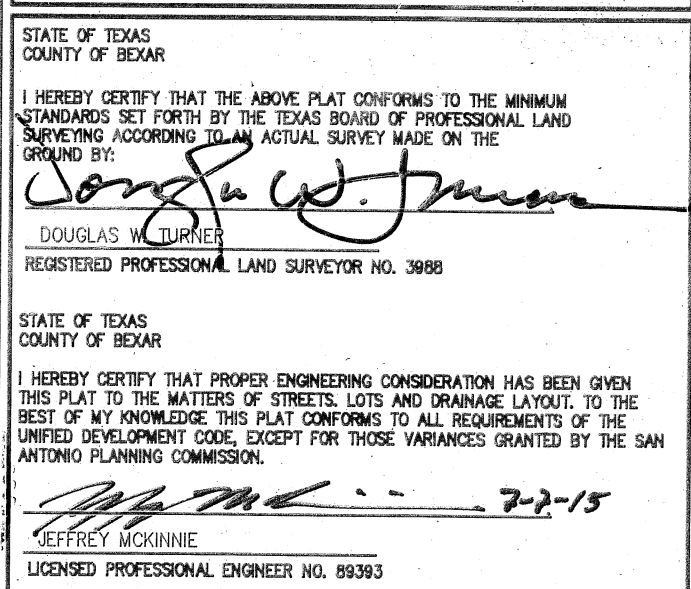 STATE OF TEXAS
COUNTY OF BEXAR
I HEREBY CERTIFY THAT THE ABOVE PLAT CONFORMS TO THE MINIMUM
STANDARDS SET FORTH BY THE TEXAS BOARD OF PROFESSIONAL LAND
SURVEYING ACCORDING TO AN ACTUAL SURVEY MADE ON THE
GROUND BY:
Douglas W. Turner
DOUGLAS W. TURNER
REGISTERED PROFESSIONAL LAND SURVEYOR NO. 3988
STATE OF TEXAS
COUNTY OF BEXAR
I HEREBY CERTIFY THAT PROPER ENGINEERING CONSIDERATION HAS BEEN GIVEN
THIS PLAT TO THE MATTERS OF STREETS. LOTS AND DRAINAGE LAYOUT. TO THE
BEST OF MY KNOWLEDGE THIS PLAT CONFORMS TO ALL REQUIREMENTS OF THE
UNIFIED DEVELOPMENT CODE, EXCEPT FOR THOSE VARIANCES GRANTED BY THE SAN
ANTONIO PLANNING COMMISSION.
Jeffrey McKinnie 7-2-15
JEFFREY MCKINNIE
LICENSED PROFESSIONAL ENGINEER NO. 89393